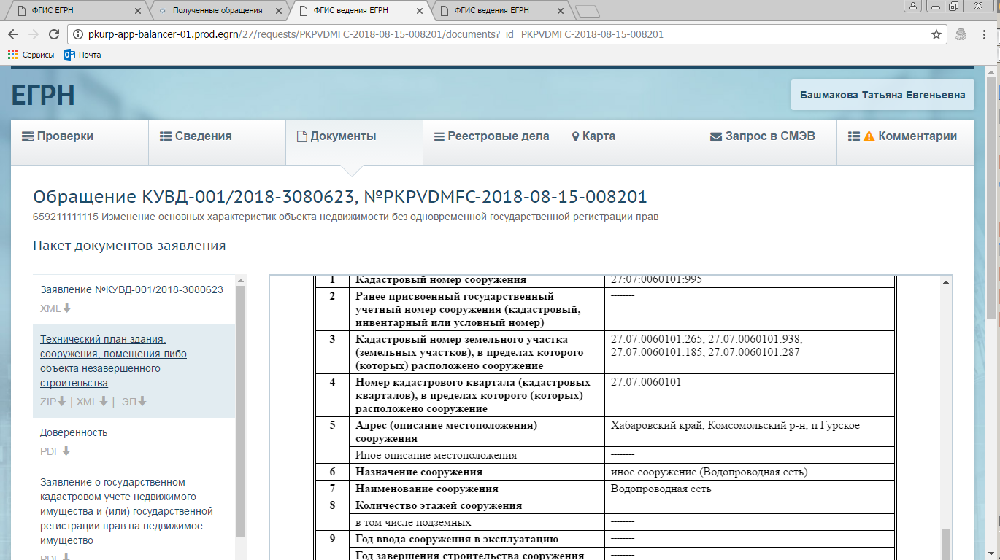 ФГИС ЕГРН
Полученные обращения
ФГИС ведения ЕГРН
ФГИС ведения ЕГРН
pkurp-app-balancer-01.prod.egrn/27/requests/PKPVDMFC-2018-08-15-008201/documents?_id=PKPVDMFC-2018-08-15-008201
Сервисы
Почта
ЕГРН
Башмакова Татьяна Евгеньевна
Проверки
Сведения
Документы
Реестровые дела
Карта
Запрос в СМЭВ
Комментарии
Обращение КУВД-001/2018-3080623, №PKPVDMFC-2018-08-15-008201
659211111115 Изменение основных характеристик объекта недвижимости без одновременной государственной регистрации прав
Пакет документов заявления
Заявление №КУВД-001/2018-3080623
XML
Технический план здания,
сооружения, помещения либо
объекта незавершённого
строительства
ZIP | XML | ЭП
Доверенность
PDF
Заявление о государственном
кадастровом учете недвижимого
имущества и (или) государственной
регистрации прав на недвижимое
имущество
PDF
1 Кадастровый номер сооружения 27:07:0060101:995
2 Ранее присвоенный государственный --------
учетный номер сооружения (кадастровый,
инвентарный или условный номер)
3 Кадастровый номер земельного участка 27:07:0060101:265, 27:07:0060101:938,
(земельных участков), в пределах которого 27:07:0060101:185, 27:07:0060101:287
(которых) расположено сооружение
4 Номер кадастрового квартала (кадастровых 27:07:0060101
кварталов), в пределах которого (которых)
расположено сооружение
5 Адрес (описание местоположения) Хабаровский край, Комсомольский р-н, п Гурское
сооружения
Иное описание местоположения --------
6 Назначение сооружения иное сооружение (Водопроводная сеть)
7 Наименование сооружения Водопроводная сеть
8 Количество этажей сооружения --------
в том числе подземных --------
9 Год ввода сооружения в эксплуатацию --------
Год завершения строительства сооружения --------